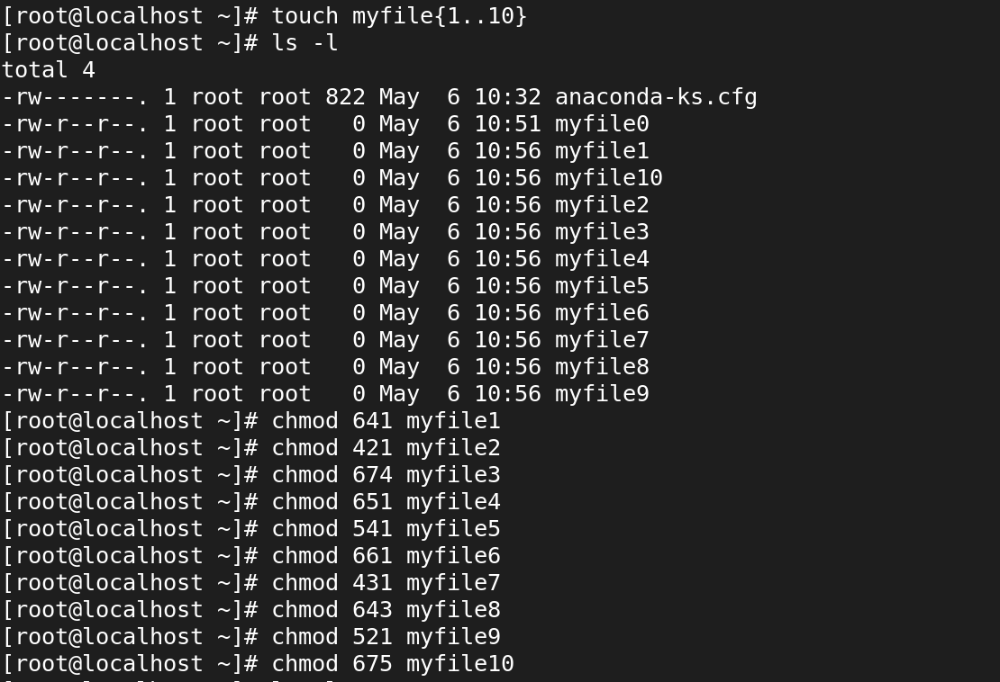 [root@localhost ~]# touch myfile{1..10}
[root@localhost ~]# ls -l
total 4
-rw-------. 1 root root 822 May  6 10:32 anaconda-ks.cfg
-rw-r--r--. 1 root root   0 May  6 10:51 myfile0
-rw-r--r--. 1 root root   0 May  6 10:56 myfile1
-rw-r--r--. 1 root root   0 May  6 10:56 myfile10
-rw-r--r--. 1 root root   0 May  6 10:56 myfile2
-rw-r--r--. 1 root root   0 May  6 10:56 myfile3
-rw-r--r--. 1 root root   0 May  6 10:56 myfile4
-rw-r--r--. 1 root root   0 May  6 10:56 myfile5
-rw-r--r--. 1 root root   0 May  6 10:56 myfile6
-rw-r--r--. 1 root root   0 May  6 10:56 myfile7
-rw-r--r--. 1 root root   0 May  6 10:56 myfile8
-rw-r--r--. 1 root root   0 May  6 10:56 myfile9
[root@localhost ~]# chmod 641 myfile1
[root@localhost ~]# chmod 421 myfile2
[root@localhost ~]# chmod 674 myfile3
[root@localhost ~]# chmod 651 myfile4
[root@localhost ~]# chmod 541 myfile5
[root@localhost ~]# chmod 661 myfile6
[root@localhost ~]# chmod 431 myfile7
[root@localhost ~]# chmod 643 myfile8
[root@localhost ~]# chmod 521 myfile9
[root@localhost ~]# chmod 675 myfile10